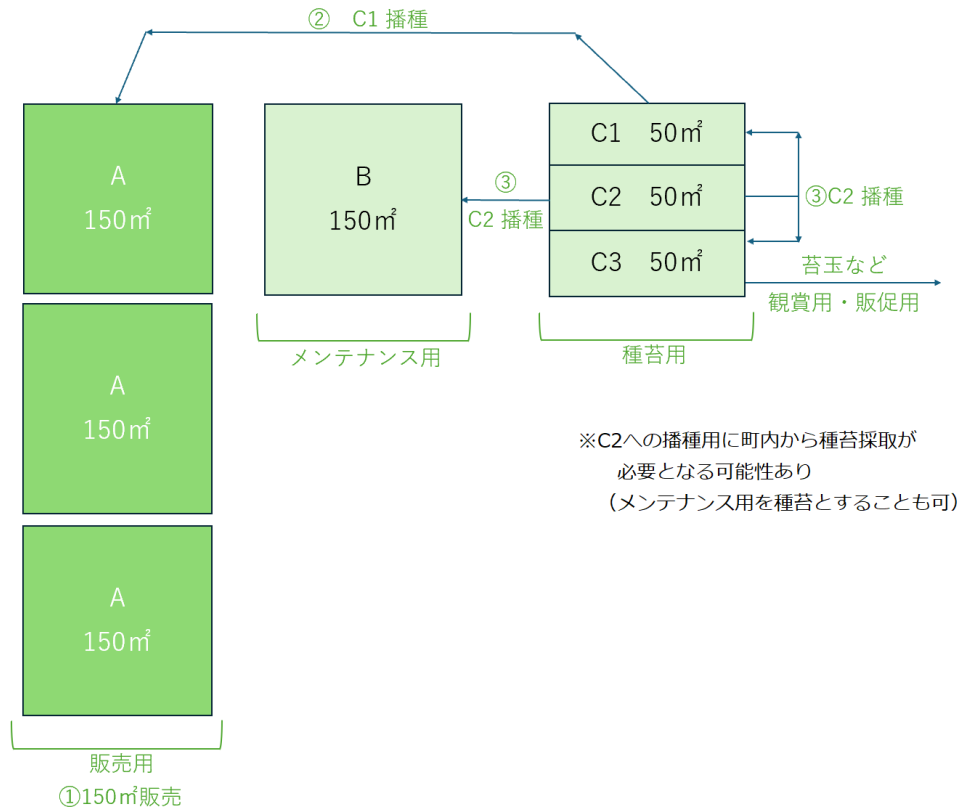 ② C1 播種
A
150㎡
B
150㎡
③
C2 播種
C1 50㎡
C2 50㎡
C3 50㎡
③C2 播種
苔玉など
観賞用・販促用
メンテナンス用
種苔用
A
150㎡
※C2への播種用に町内から種苔採取が
必要となる可能性あり
（メンテナンス用を種苔とすることも可）
A
150㎡
販売用
①150㎡販売